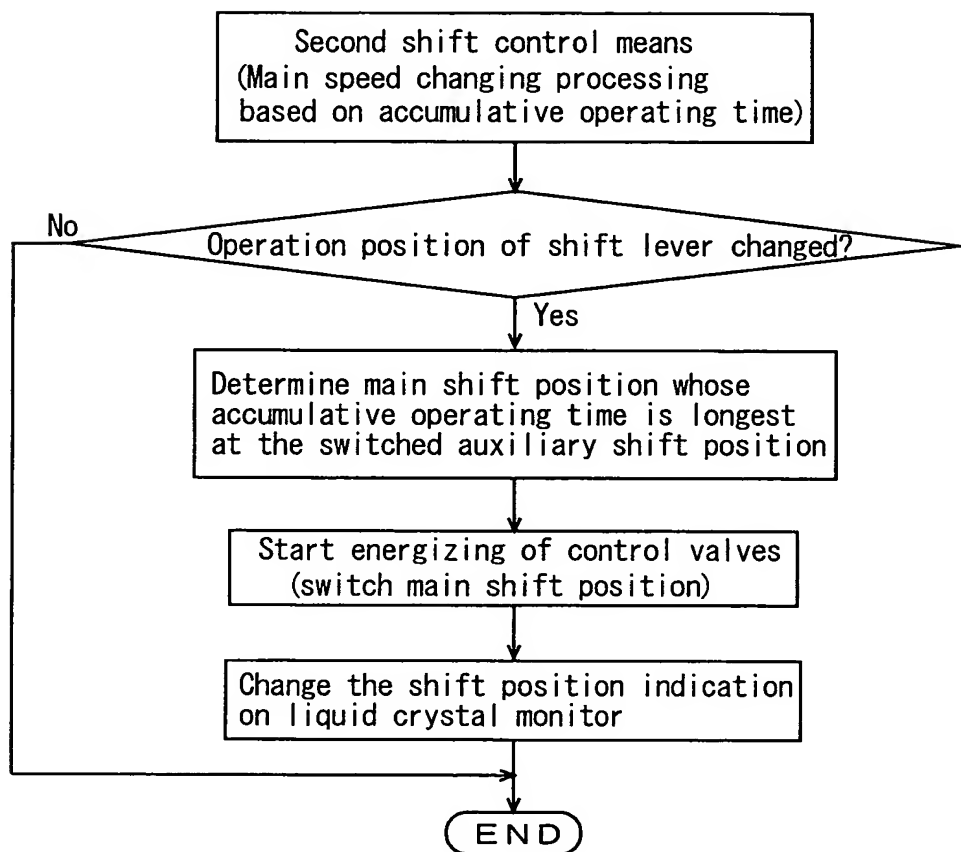 Second shift control means
(Main speed changing processing
based on accumulative operating time)
No
Operation position of shift lever changed?
Yes
Determine main shift position whose
accumulative operating time is longest
at the switched auxiliary shift position
Start energizing of control valves
(switch main shift position)
Change the shift position indication
on liquid crystal monitor
END